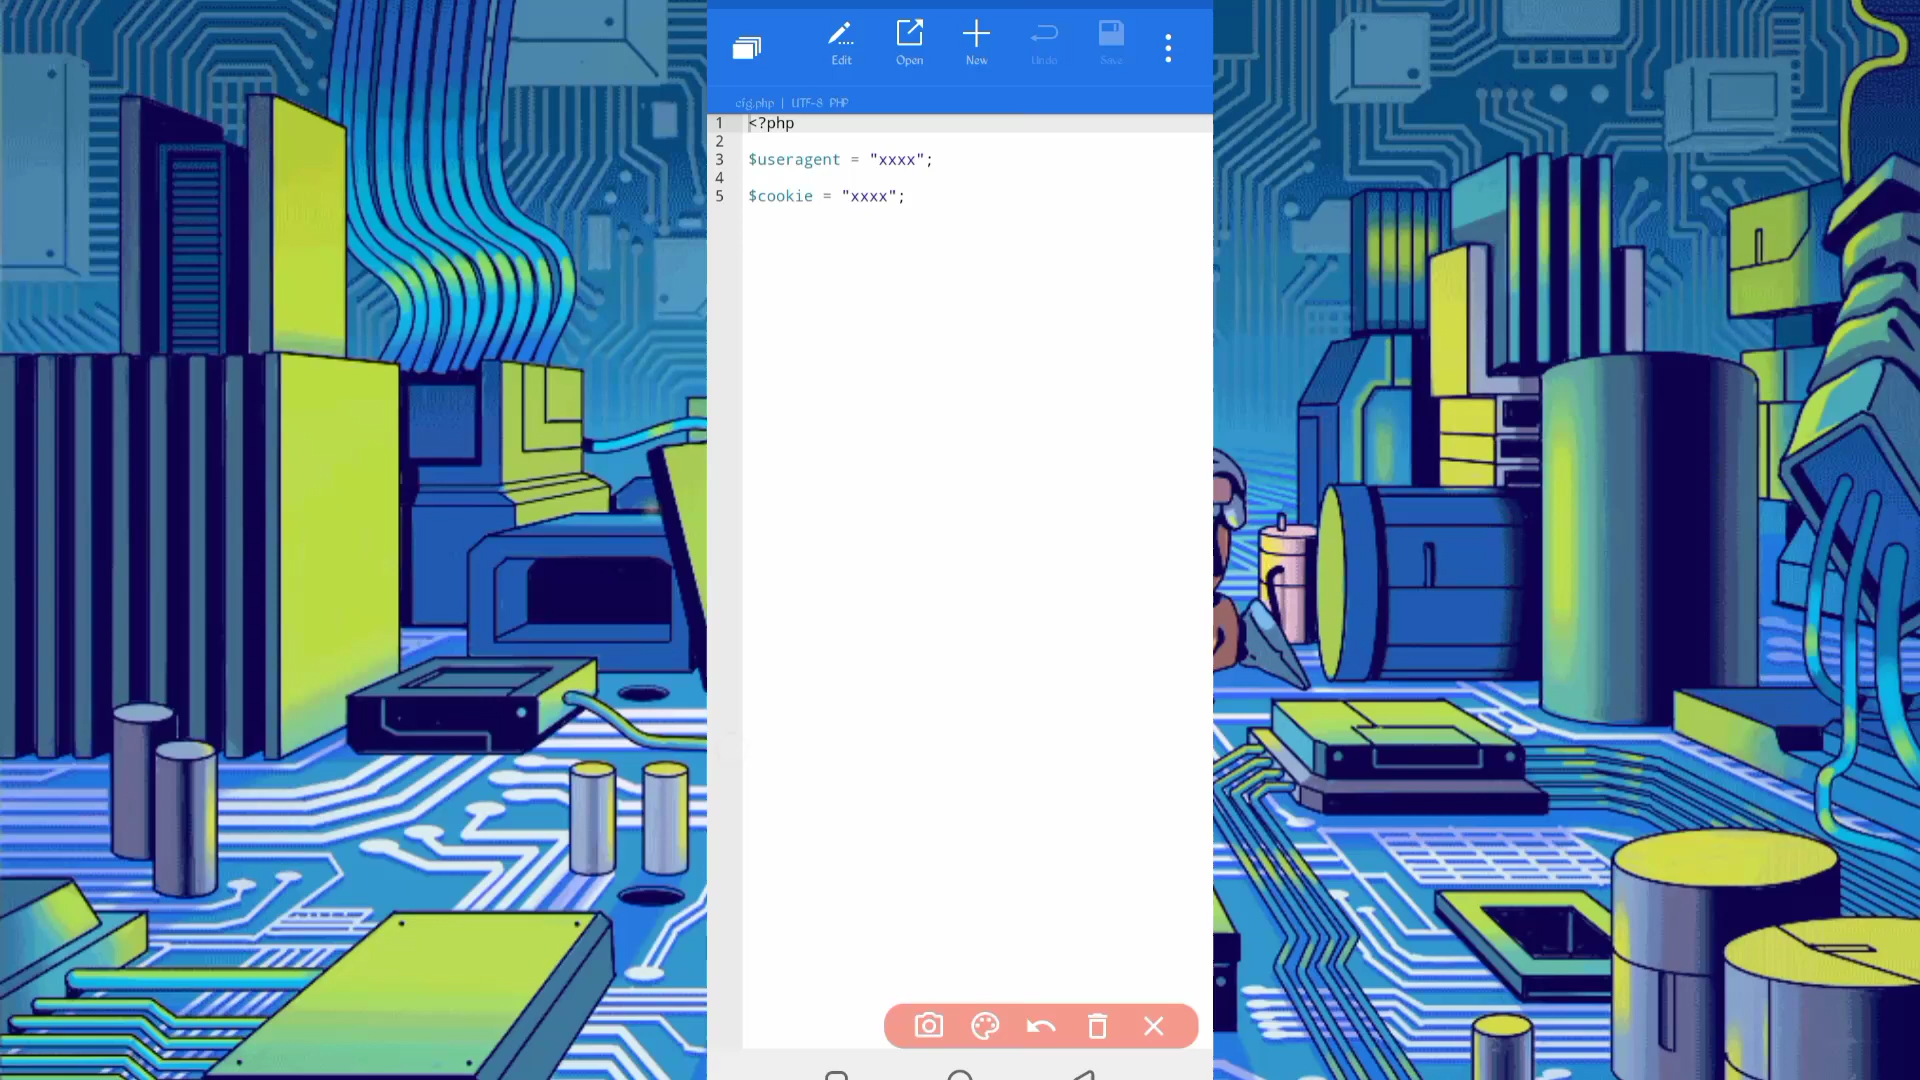 Edit Open New Undo Save
cfg.php | UTF-8 PHP
1 <?php
2
3 $useragent = "xxxx";
4
5 $cookie = "xxxx";